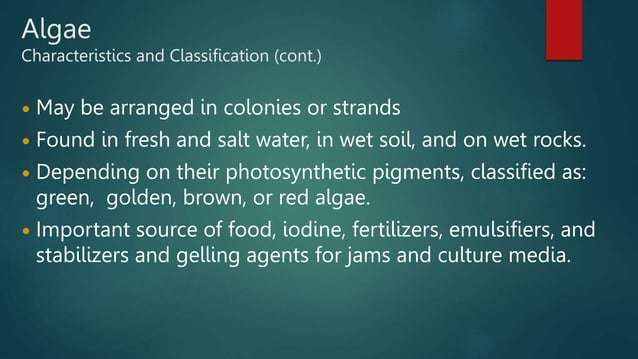 Algae
Characteristics and Classification (cont.)
• May be arranged in colonies or strands
• Found in fresh and salt water, in wet soil, and on wet rocks.
• Depending on their photosynthetic pigments, classified as:
green,  golden, brown, or red algae.
• Important source of food, iodine, fertilizers, emulsifiers, and
stabilizers and gelling agents for jams and culture media.